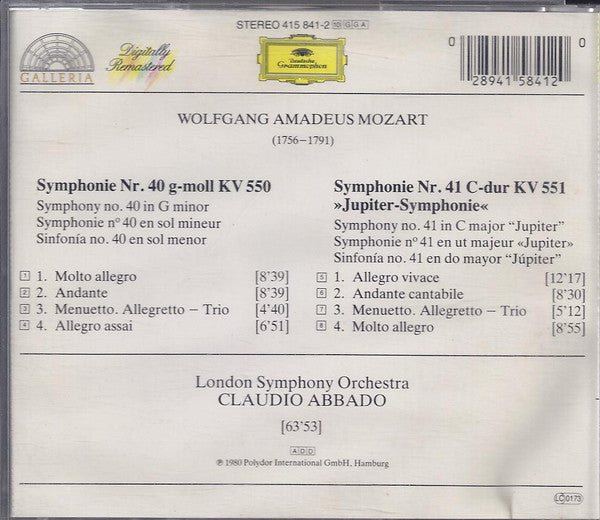 STEREO 415 841-2 10 G G A
GALLERIA
Digitally
Remastered
Deutsche
Grammophon
0 0
28941 58412
WOLFGANG AMADEUS MOZART
(1756–1791)
Symphonie Nr. 40 g-moll KV 550
Symphony no. 40 in G minor
Symphonie nº 40 en sol mineur
Sinfonía no. 40 en sol menor
1 1. Molto allegro [8'39]
2 2. Andante [8'39]
3 3. Menuetto. Allegretto – Trio [4'40]
4 4. Allegro assai [6'51]
Symphonie Nr. 41 C-dur KV 551
»Jupiter-Symphonie«
Symphony no. 41 in C major “Jupiter”
Symphonie nº 41 en ut majeur «Jupiter»
Sinfonía no. 41 en do mayor “Júpiter”
5 1. Allegro vivace [12'17]
6 2. Andante cantabile [8'30]
7 3. Menuetto. Allegretto – Trio [5'12]
8 4. Molto allegro [8'55]
London Symphony Orchestra
CLAUDIO ABBADO
[63'53]
A D D
℗ 1980 Polydor International GmbH, Hamburg
LC 0173